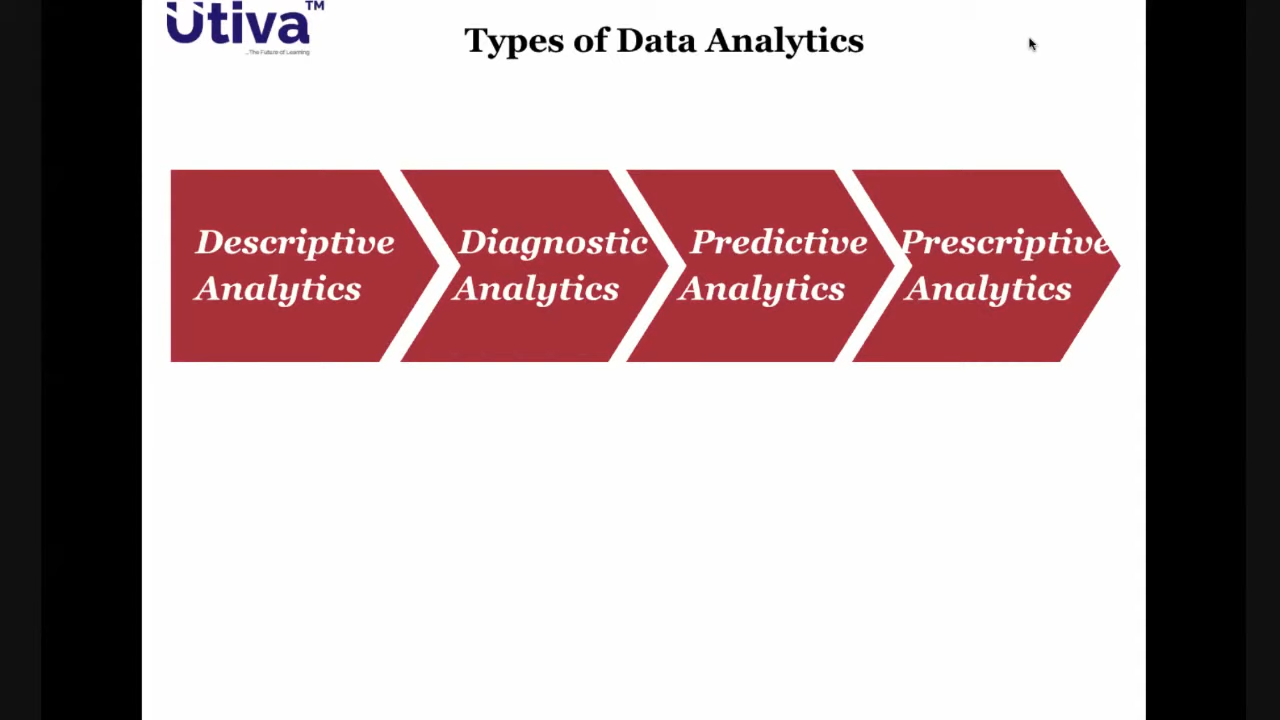 Utiva™
...The Future of Learning
Types of Data Analytics
Descriptive
Analytics
Diagnostic
Analytics
Predictive
Analytics
Prescriptive
Analytics